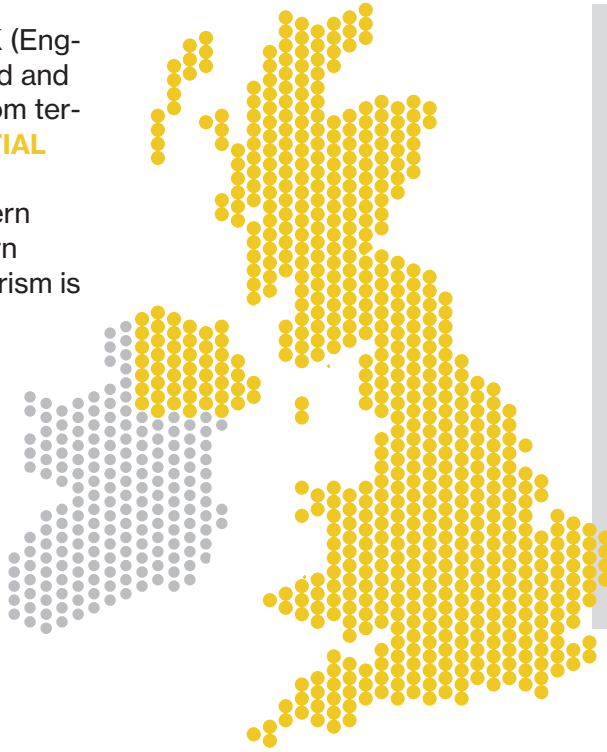 (Eng-
d and
om ter-
TIAL
ern
rn
rism is